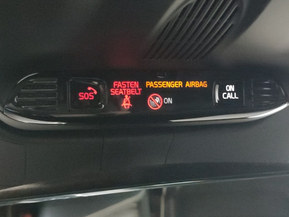 SOS
FASTEN
SEATBELT
PASSENGER AIRBAG
ON
ON
CALL